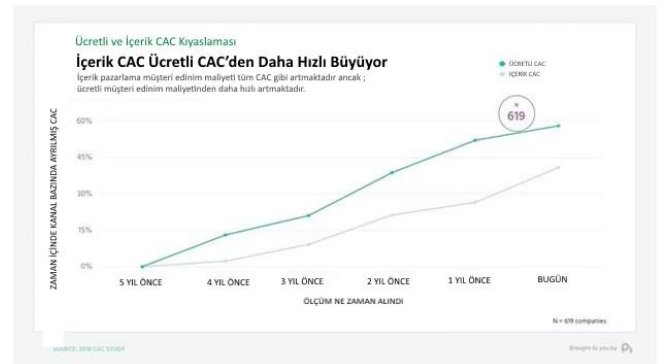 Ücretli ve İçerik CAC Kıyaslaması
İçerik CAC Ücretli CAC’den Daha Hızlı Büyüyor
İçerik pazarlama müşteri edinim maliyeti tüm CAC gibi artmaktadır ancak ;
ücretli müşteri edinim maliyetinden daha hızlı artmaktadır.
ÜCRETLİ CAC
İÇERİK CAC
N
619
ZAMAN İÇİNDE KANAL BAZINDA AYRILMIŞ CAC
60%
45%
30%
15%
0%
5 YIL ÖNCE
4 YIL ÖNCE
3 YIL ÖNCE
2 YIL ÖNCE
1 YIL ÖNCE
BUGÜN
ÖLÇÜM NE ZAMAN ALINDI
N = 619 companies
SOURCE: 2019 CAC STUDY
Brought to you by